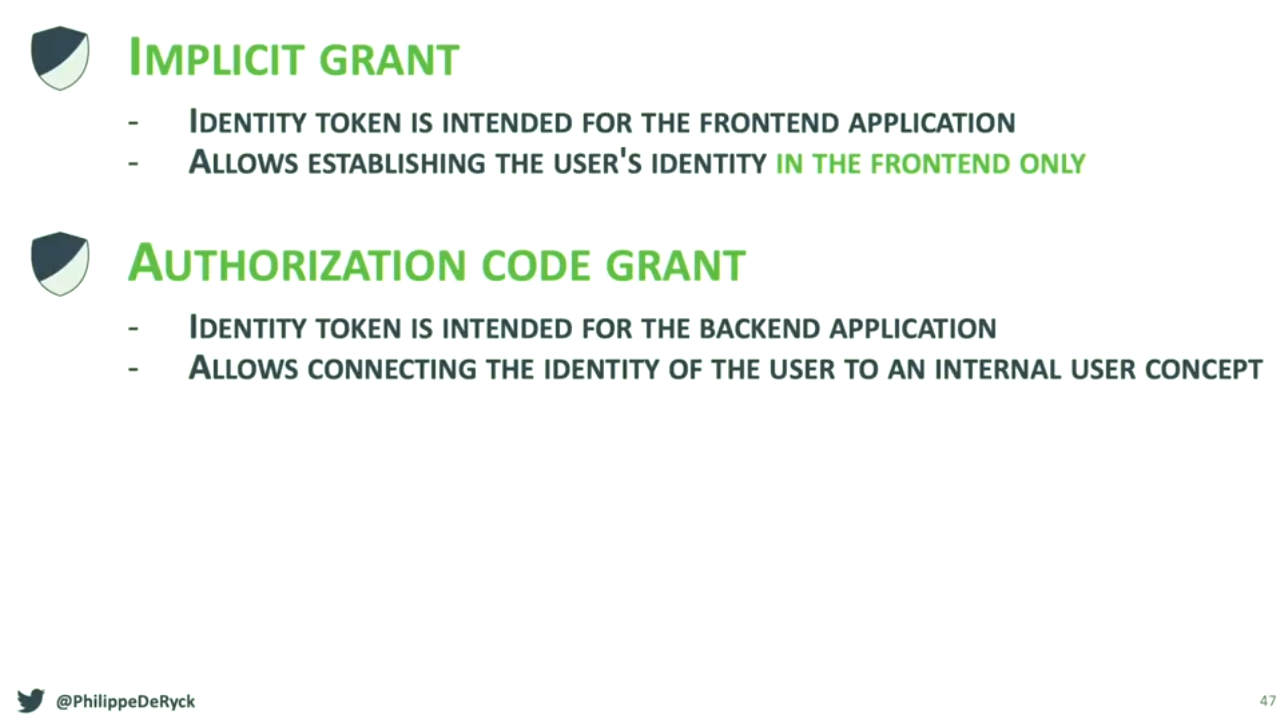 Implicit grant
- Identity token is intended for the frontend application
- Allows establishing the user's identity in the frontend only
Authorization code grant
- Identity token is intended for the backend application
- Allows connecting the identity of the user to an internal user concept
@PhilippeDeRyck
47